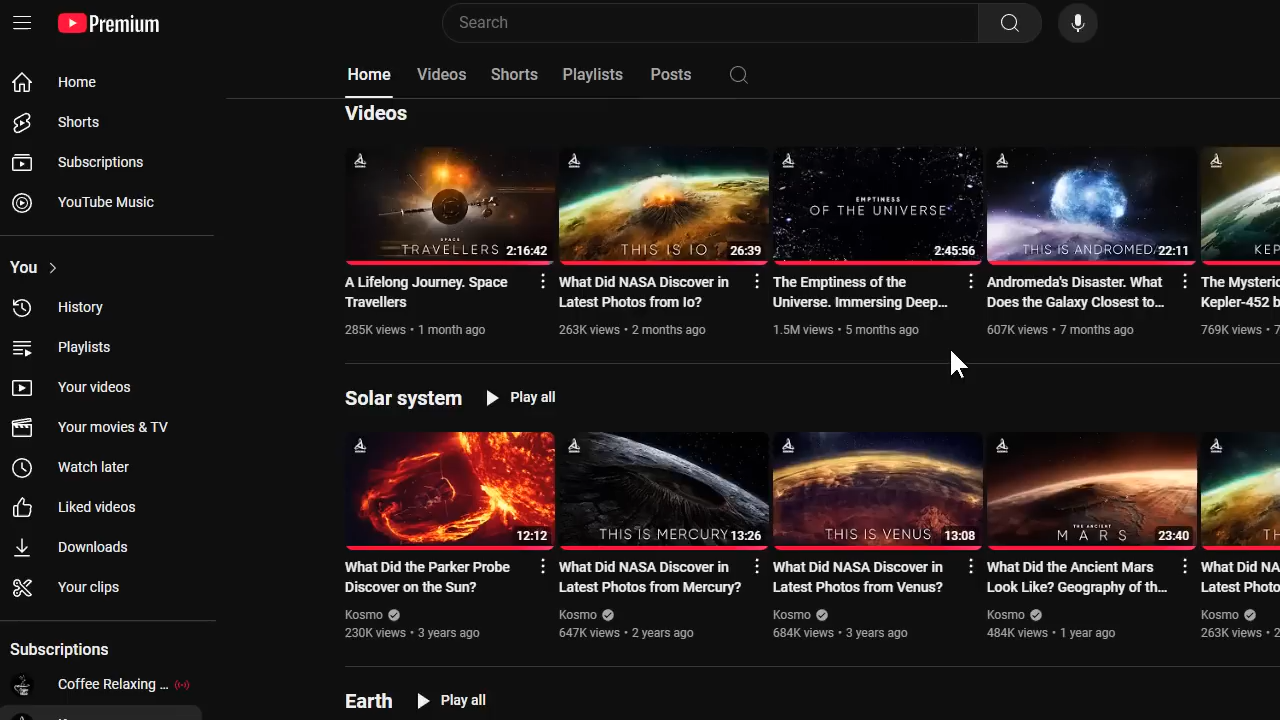 Premium
Search
Home
Shorts
Subscriptions
YouTube Music
You
History
Playlists
Your videos
Your movies & TV
Watch later
Liked videos
Downloads
Your clips
Subscriptions
Coffee Relaxing ...
Home Videos Shorts Playlists Posts
Videos
SPACE
TRAVELLERS 2:16:42
A Lifelong Journey. Space
Travellers
285K views • 1 month ago
THIS IS IO 26:39
What Did NASA Discover in
Latest Photos from Io?
263K views • 2 months ago
EMPTINESS
OF THE UNIVERSE
2:45:56
The Emptiness of the
Universe. Immersing Deep...
1.5M views • 5 months ago
THIS IS ANDROMEDA 22:11
Andromeda's Disaster. What
Does the Galaxy Closest to...
607K views • 7 months ago
KEP
The Mysteric
Kepler-452 b
769K views • 7
Solar system Play all
12:12
What Did the Parker Probe
Discover on the Sun?
Kosmo
230K views • 3 years ago
THIS IS MERCURY 13:26
What Did NASA Discover in
Latest Photos from Mercury?
Kosmo
647K views • 2 years ago
THIS IS VENUS 13:08
What Did NASA Discover in
Latest Photos from Venus?
Kosmo
684K views • 3 years ago
THE ANCIENT
MARS 23:40
What Did the Ancient Mars
Look Like? Geography of th...
Kosmo
484K views • 1 year ago
TH
What Did NA
Latest Photo
Kosmo
263K views • 2
Earth Play all